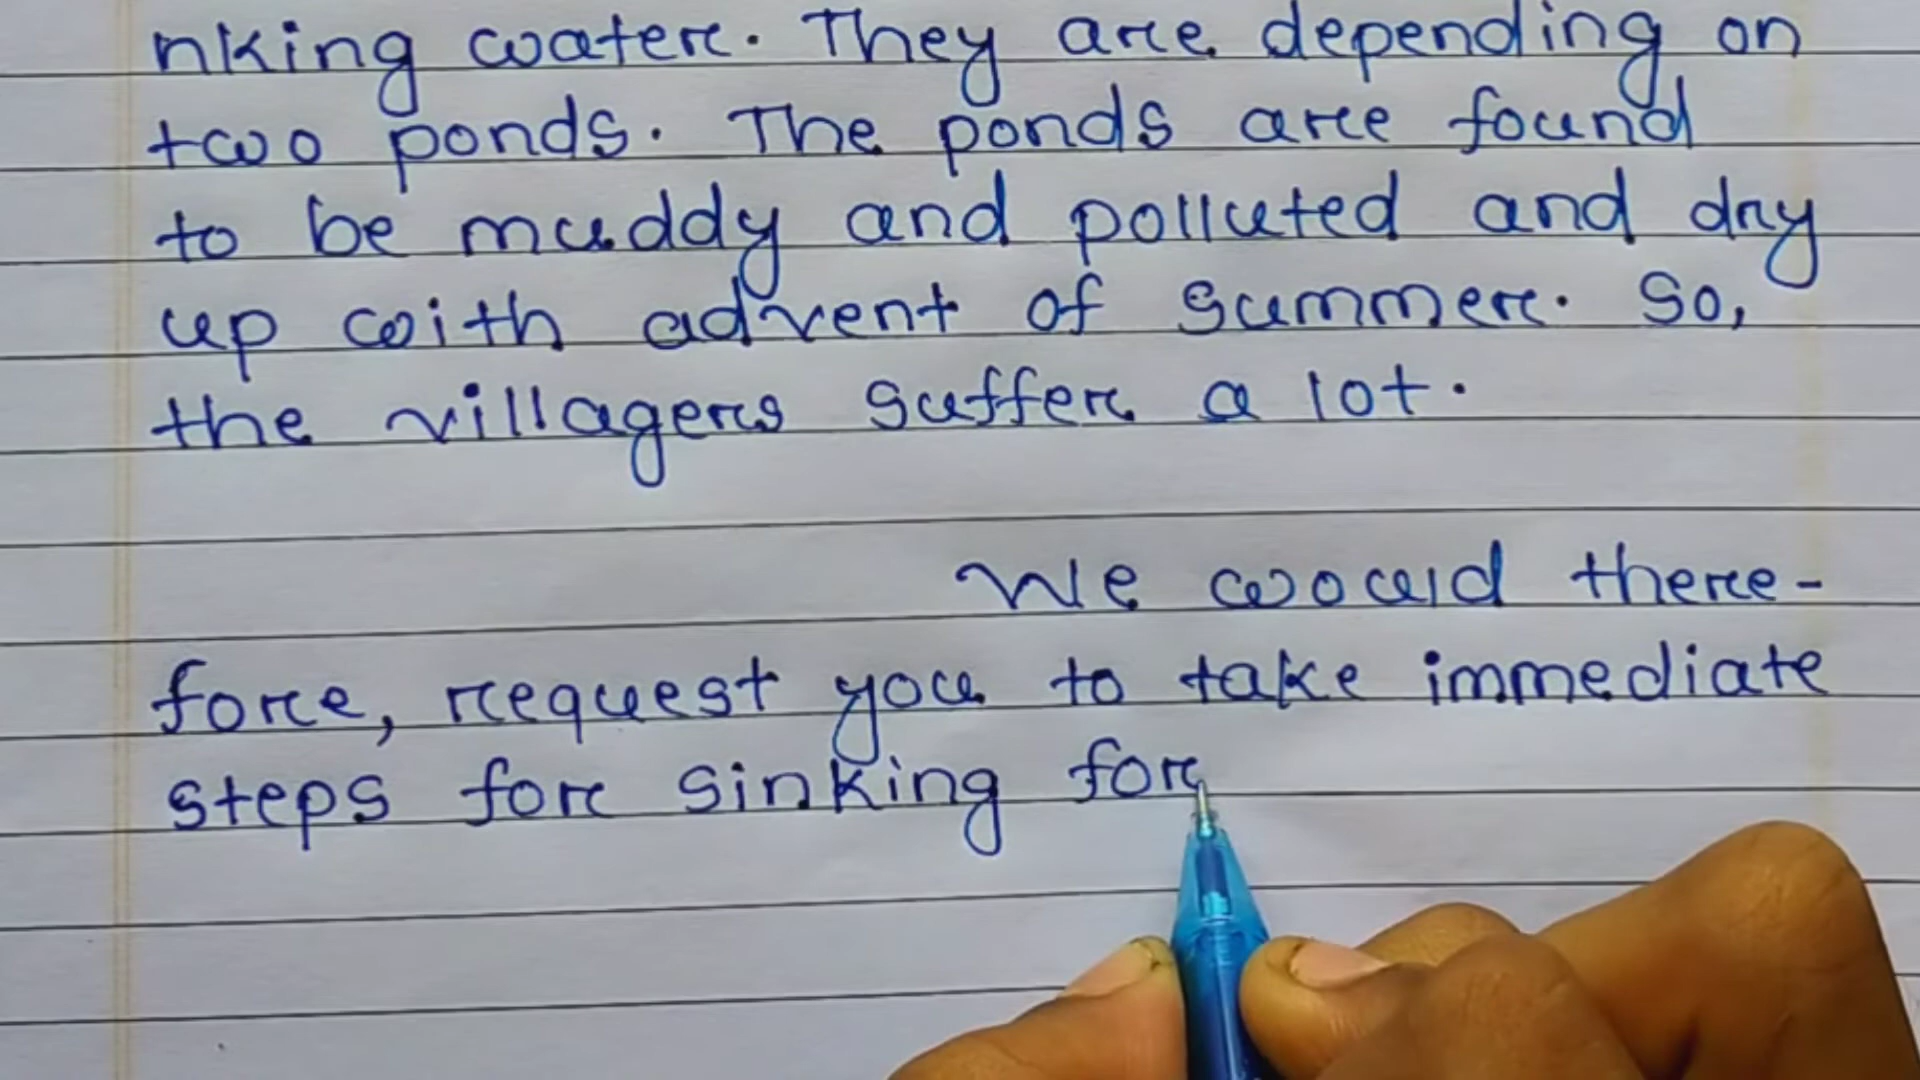 nking water. They are depending on
two ponds. The ponds are found
to be muddy and polluted and dry
up with advent of summer. So,
the villagers suffer a lot.
We would there-
fore, request you to take immediate
steps for sinking for